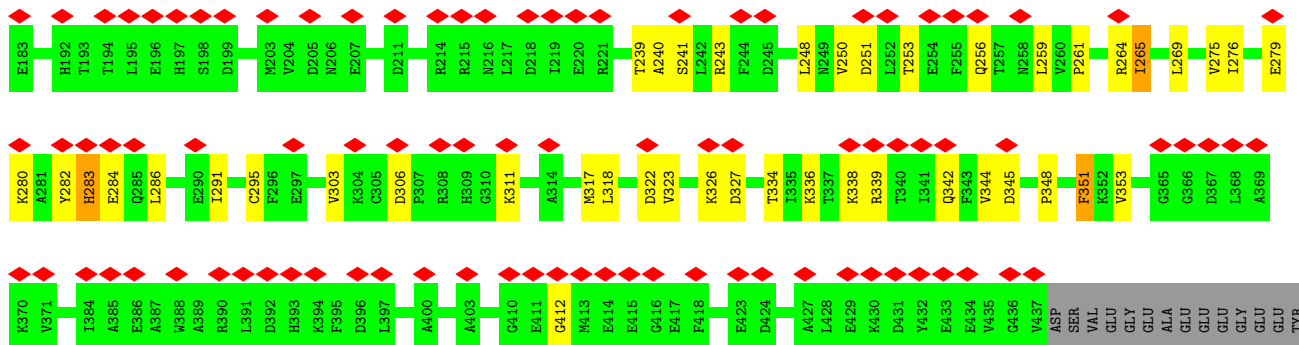 E183 H192 T193 T194 L195 E196 H197 S198 D199 M203 V204 D205 N206 E207 D211 R214 R215 N216 L217 D218 I219 E220 R221 T239 A240 S241 L242 R243 F244 D245 L248 N249 V250 D251 L252 T253 E254 F255 Q256 T257 N258 L259 V260 P261 R264 I265 L269 V275 I276 E279
K280 A281 Y282 H283 E284 Q285 L286 E290 I291 C295 F296 E297 V303 K304 C305 D306 P307 R308 H309 G310 K311 A314 M317 L318 D322 V323 K326 D327 T334 I335 K336 T337 K338 R339 T340 I341 Q342 F343 V344 D345 P348 F351 K352 V353 G365 G366 D367 L368 A369
K370 V371 I384 A385 E386 A387 W388 A389 R390 L391 D392 H393 K394 F395 D396 L397 A400 A403 G410 E411 G412 M413 E414 E415 G416 E417 F418 E423 D424 A427 L428 E429 K430 D431 Y432 E433 E434 V435 G436 V437 ASP SER VAL GLU GLY GLU ALA GLU GLU GLU GLY GLU GLU TYR